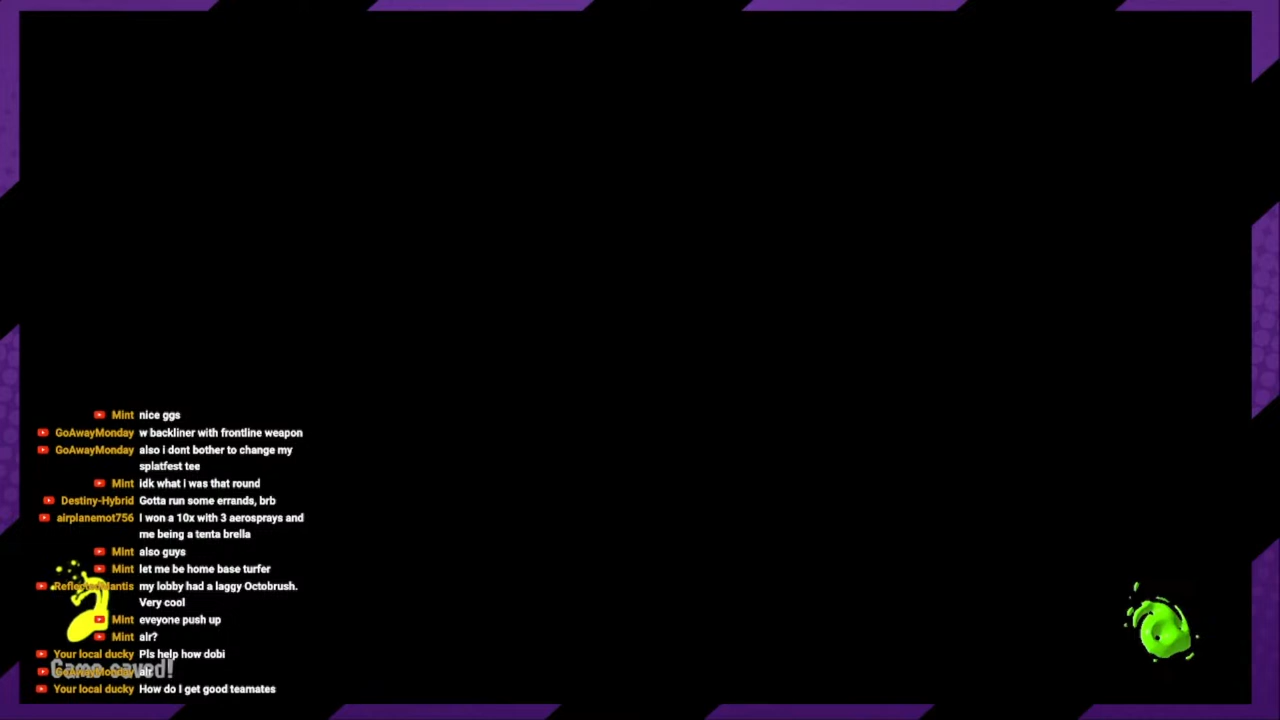 Mint nice ggs
GoAwayMonday w backliner with frontline weapon
GoAwayMonday also i dont bother to change my
splatfest tee
Mint idk what i was that round
Destiny-Hybrid Gotta run some errands, brb
airplanemot756 I won a 10x with 3 aerosprays and
me being a tenta brella
Mint also guys
Mint let me be home base turfer
ReflectedMantis my lobby had a laggy Octobrush.
Very cool
Mint eveyone push up
Mint alr?
Your local ducky Pls help how dobi
GoAwayMonday alr
Game saved!
Your local ducky How do I get good teamates